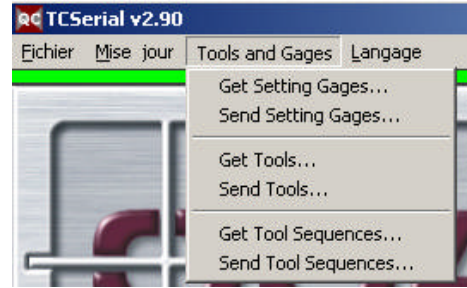 QC TCSerial v2.90
Fichier Mise jour Tools and Gages Langage
Get Setting Gages...
Send Setting Gages...
Get Tools...
Send Tools...
Get Tool Sequences...
Send Tool Sequences...